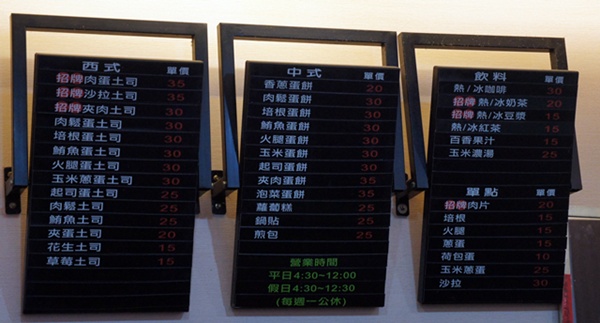 西式 單價
招牌肉蛋土司 35
招牌沙拉土司 35
招牌夾肉土司 30
肉鬆蛋土司 30
培根蛋土司 30
鮪魚蛋土司 30
火腿蛋土司 30
玉米蔥蛋土司 30
起司蛋土司 25
肉鬆土司 25
鮪魚土司 25
夾蛋土司 20
花生土司 15
草莓土司 15
中式 單價
香蔥蛋餅 20
肉鬆蛋餅 30
培根蛋餅 30
鮪魚蛋餅 30
火腿蛋餅 30
玉米蛋餅 30
起司蛋餅 30
夾肉蛋餅 35
泡菜蛋餅 35
蘿蔔糕 25
鍋貼 25
煎包 25
營業時間
平日4:30~12:00
假日4:30~12:30
(每週一公休)
飲料 單價
熱/冰咖啡 30
招牌 熱/冰奶茶 20
招牌 熱/冰豆漿 15
熱/冰紅茶 15
百香果汁 15
玉米濃湯 25
單點 單價
招牌肉片 20
培根 15
火腿 15
蔥蛋 15
荷包蛋 10
玉米蔥蛋 25
沙拉 30